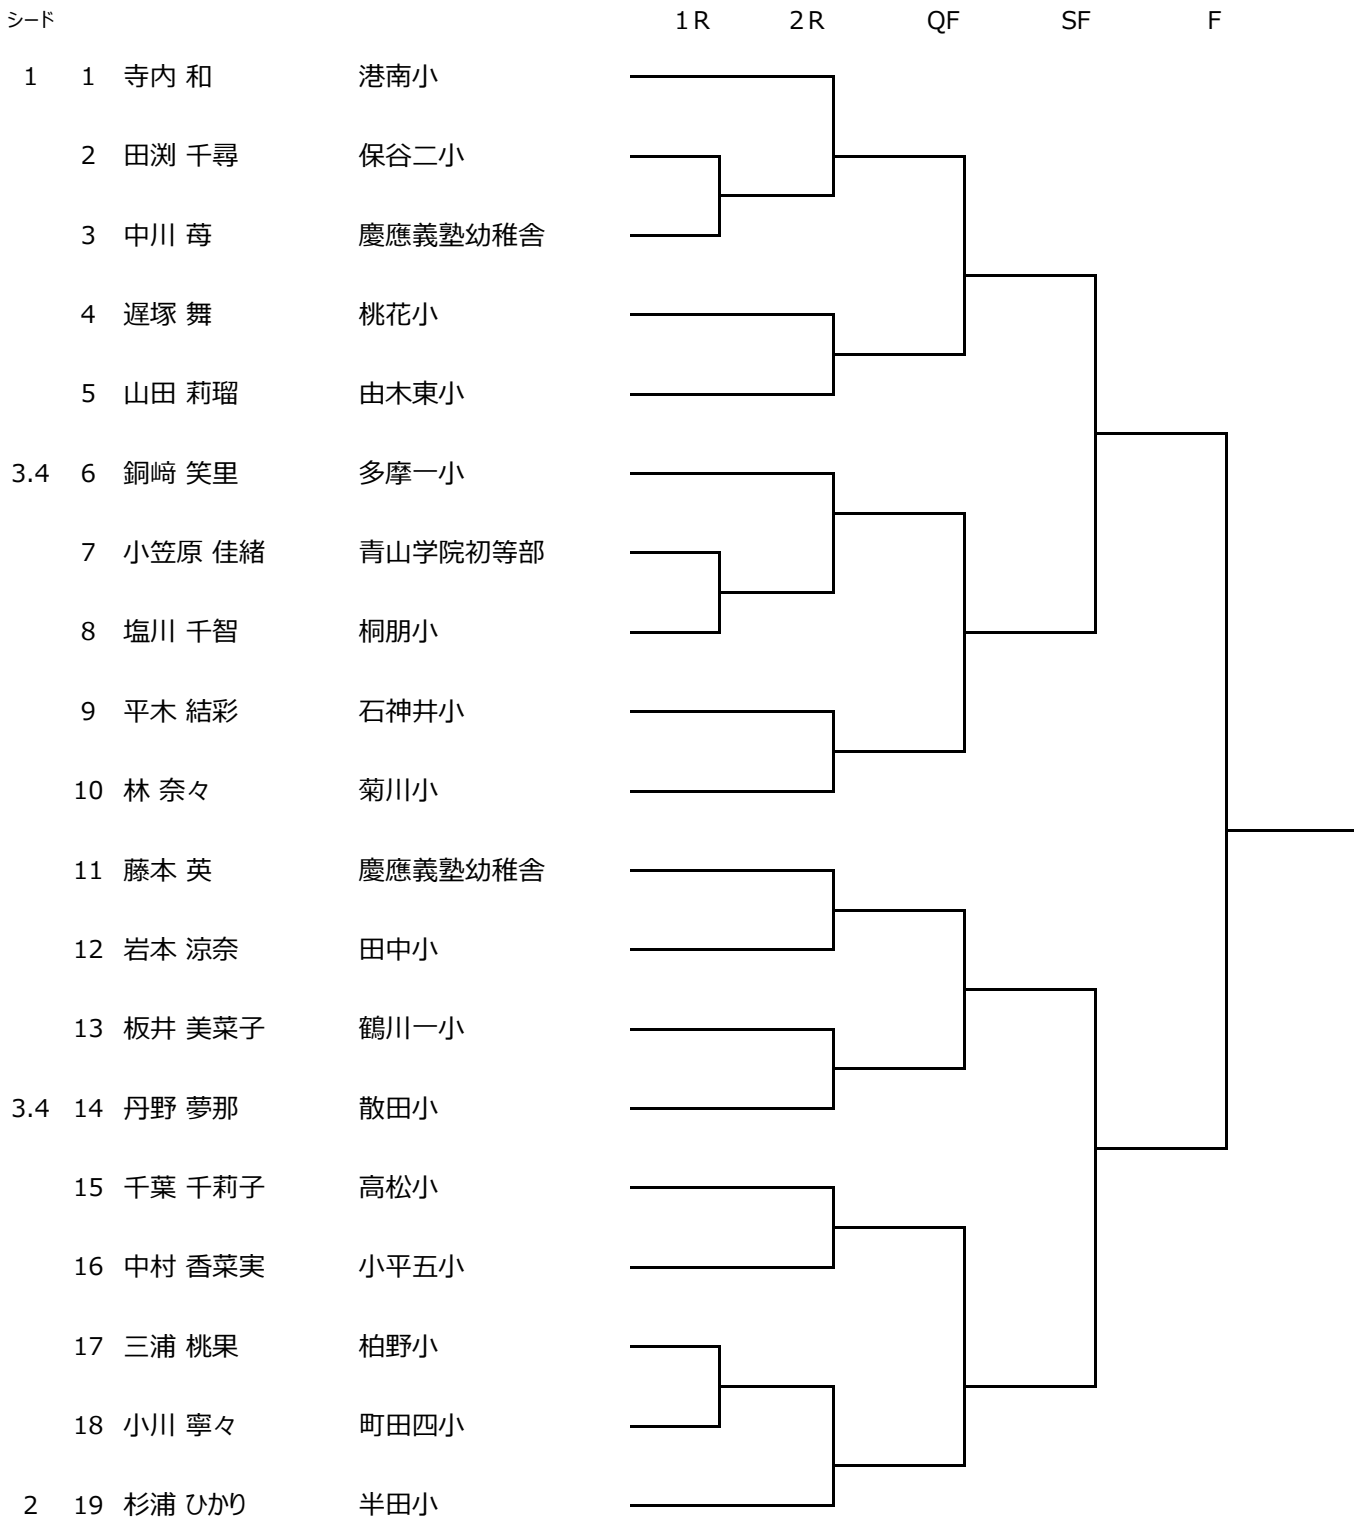 シード 1R 2R QF SF F
1 1 寺内 和 港南小
2 田渕 千尋 保谷二小
3 中川 苺 慶應義塾幼稚舎
4 遅塚 舞 桃花小
5 山田 莉瑠 由木東小
3.4 6 銅﨑 笑里 多摩一小
7 小笠原 佳緒 青山学院初等部
8 塩川 千智 桐朋小
9 平木 結彩 石神井小
10 林 奈々 菊川小
11 藤本 英 慶應義塾幼稚舎
12 岩本 涼奈 田中小
13 板井 美菜子 鶴川一小
3.4 14 丹野 夢那 散田小
15 千葉 千莉子 高松小
16 中村 香菜実 小平五小
17 三浦 桃果 柏野小
18 小川 寧々 町田四小
2 19 杉浦 ひかり 半田小